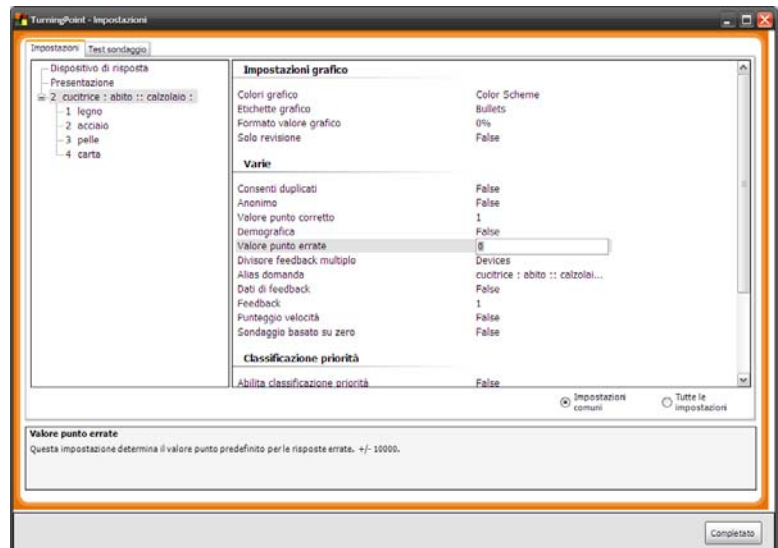 TurningPoint - Impostazioni
Impostazioni Test sondaggio
Dispositivo di risposta
Presentazione
2 cucitrice : abito :: calzolaio :
1 legno
2 acciaio
3 pelle
4 carta
Impostazioni grafico
Colori grafico Color Scheme
Etichette grafico Bullets
Formato valore grafico 0%
Solo revisione False
Varie
Consenti duplicati False
Anonimo False
Valore punto corretto 1
Demografica False
Valore punto errate 0
Divisore feedback multiplo Devices
Alias domanda cucitrice : abito :: calzolai...
Dati di feedback False
Feedback 1
Punteggio velocità False
Sondaggio basato su zero False
Classificazione priorità
Abilita classificazione priorità False
Impostazioni comuni Tutte le impostazioni
Valore punto errate
Questa impostazione determina il valore punto predefinito per le risposte errate. +/- 10000.
Completato